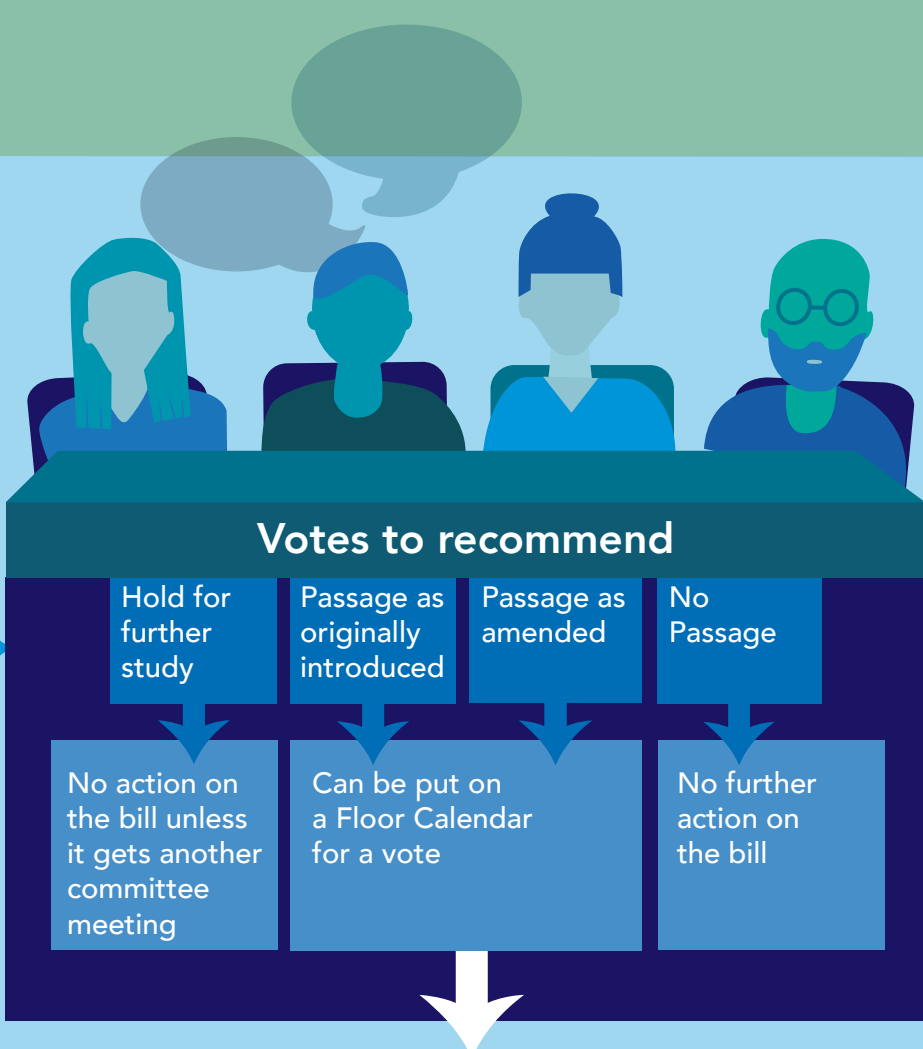 Votes to recommend
Hold for
further
study
Passage as
originally
introduced
Passage as
amended
No
Passage
No action on
the bill unless
it gets another
committee
meeting
Can be put on
a Floor Calendar
for a vote
No further
action on
the bill